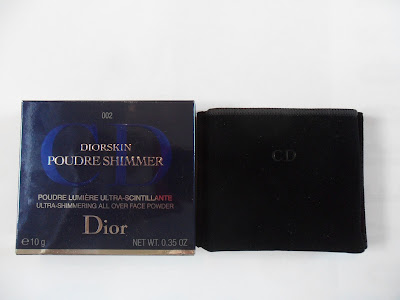 002
CD
DIORSKIN
POUDRE SHIMMER
POUDRE LUMIÈRE ULTRA-SCINTILLANTE
ULTRA-SHIMMERING ALL OVER FACE POWDER
Dior
℮ 10 g NET WT. 0.35 OZ
CD